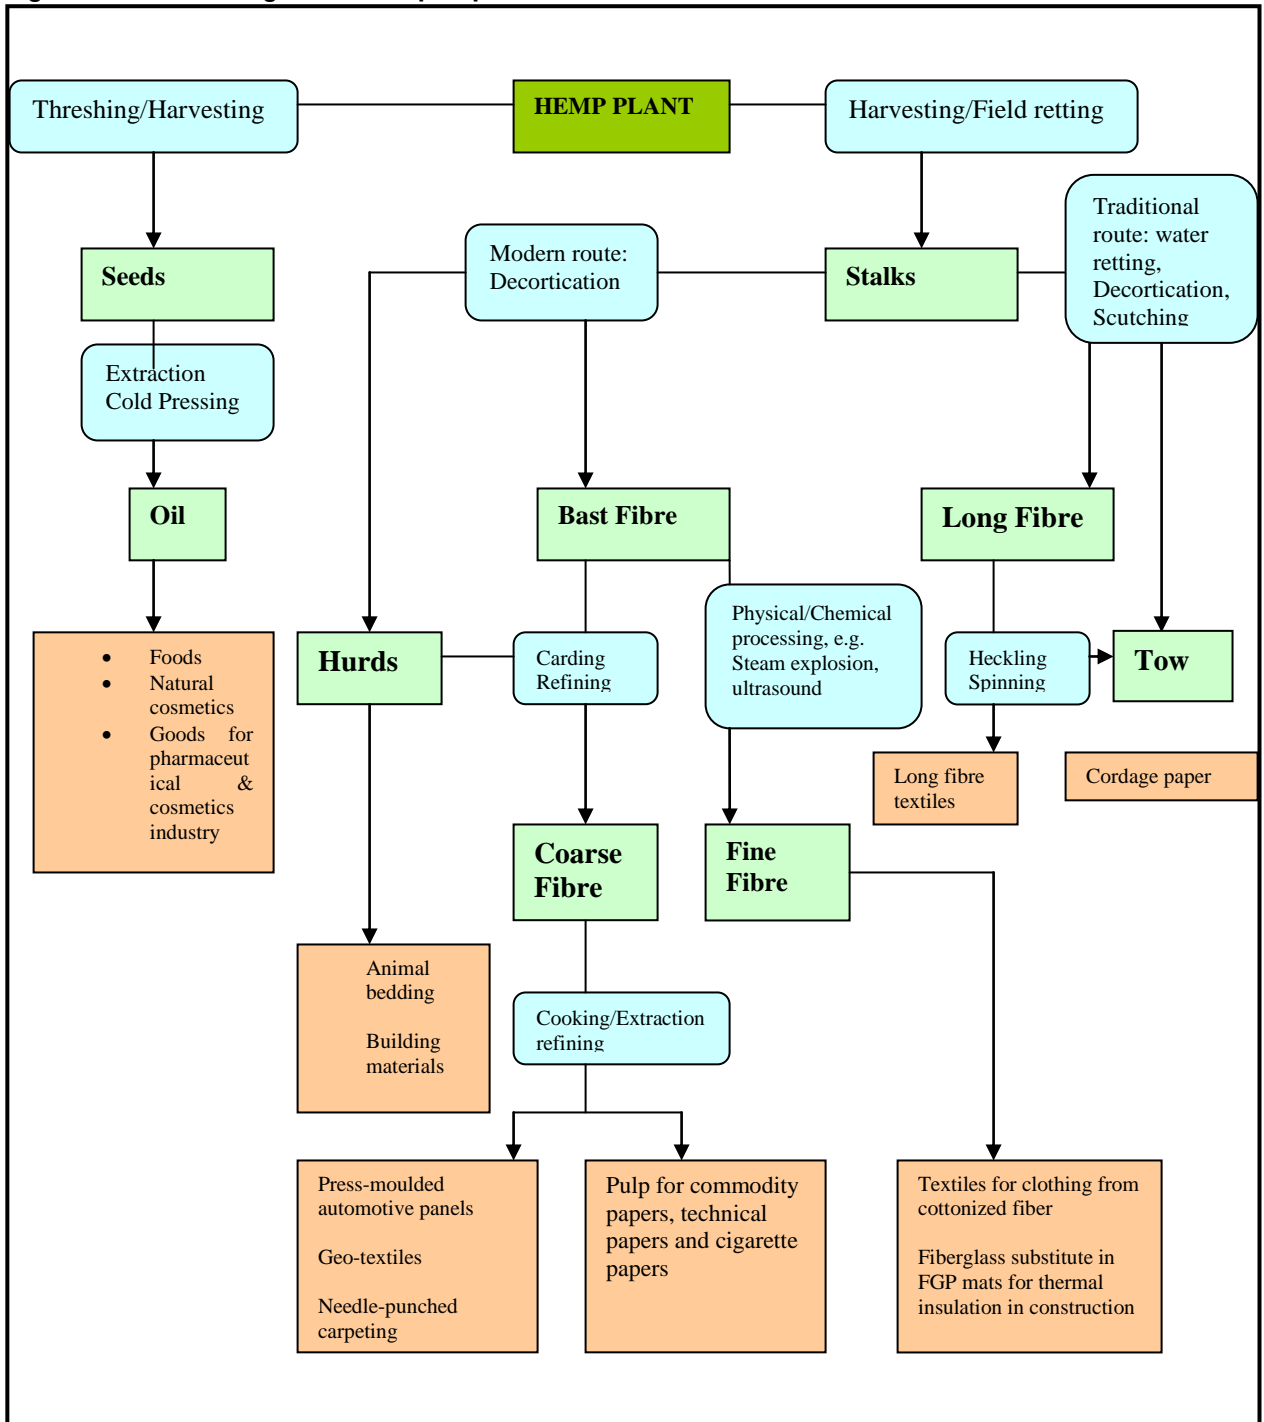 Threshing/Harvesting
HEMP PLANT
Harvesting/Field retting
Traditional
route: water
retting,
Decortication,
Scutching
Modern route:
Decortication
Seeds
Stalks
Extraction
Cold Pressing
Oil
Bast Fibre
Long Fibre
Physical/Chemical
processing, e.g.
Steam explosion,
ultrasound
• Foods
• Natural
cosmetics
• Goods for
pharmaceut
ical &
cosmetics
industry
Hurds
Carding
Refining
Heckling
Spinning
Tow
Long fibre
textiles
Cordage paper
Coarse
Fibre
Fine
Fibre
Animal
bedding
Building
materials
Cooking/Extraction
refining
Press-moulded
automotive panels
Geo-textiles
Needle-punched
carpeting
Pulp for commodity
papers, technical
papers and cigarette
papers
Textiles for clothing from
cottonized fiber
Fiberglass substitute in
FGP mats for thermal
insulation in construction